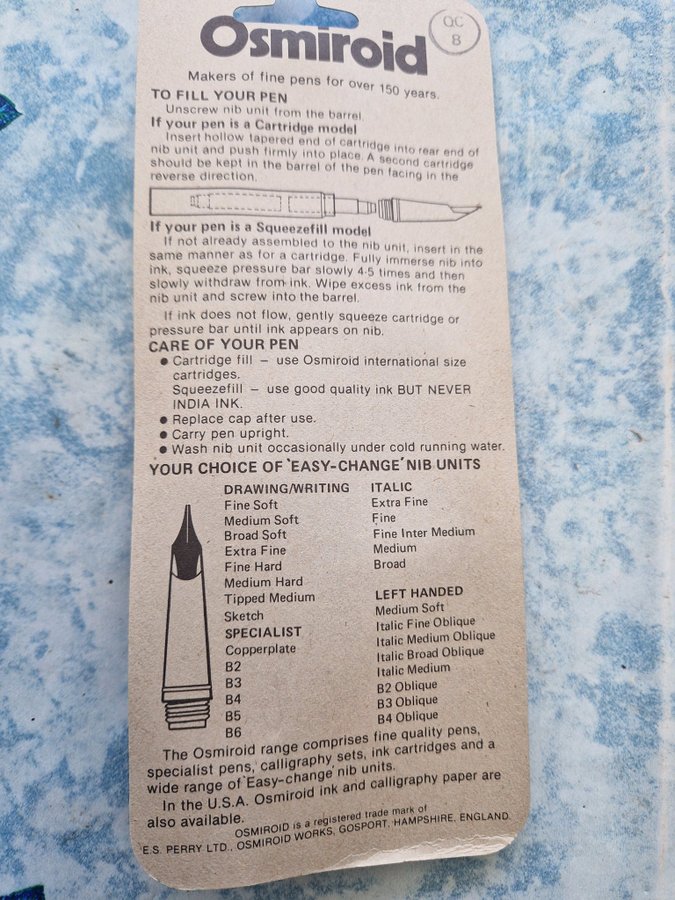 Osmiroid
QC
8
Makers of fine pens for over 150 years.
TO FILL YOUR PEN
Unscrew nib unit from the barrel.
If your pen is a Cartridge model
Insert hollow tapered end of cartridge into rear end of
nib unit and push firmly into place. A second cartridge
should be kept in the barrel of the pen facing in the
reverse direction.
If your pen is a Squeezefill model
If not already assembled to the nib unit, insert in the
same manner as for a cartridge. Fully immerse nib into
ink, squeeze pressure bar slowly 4-5 times and then
slowly withdraw from ink. Wipe excess ink from the
nib unit and screw into the barrel.
If ink does not flow, gently squeeze cartridge or
pressure bar until ink appears on nib.
CARE OF YOUR PEN
● Cartridge fill – use Osmiroid international size
cartridges.
Squeezefill – use good quality ink BUT NEVER
INDIA INK.
● Replace cap after use.
● Carry pen upright.
● Wash nib unit occasionally under cold running water.
YOUR CHOICE OF 'EASY-CHANGE' NIB UNITS
DRAWING/WRITING
Fine Soft
Medium Soft
Broad Soft
Extra Fine
Fine Hard
Medium Hard
Tipped Medium
Sketch
SPECIALIST
Copperplate
B2
B3
B4
B5
B6
ITALIC
Extra Fine
Fine
Fine Inter Medium
Medium
Broad
LEFT HANDED
Medium Soft
Italic Fine Oblique
Italic Medium Oblique
Italic Broad Oblique
Italic Medium
B2 Oblique
B3 Oblique
B4 Oblique
The Osmiroid range comprises fine quality pens,
specialist pens, calligraphy sets, ink cartridges and a
wide range of 'Easy-change' nib units.
In the U.S.A. Osmiroid ink and calligraphy paper are
also available.
OSMIROID is a registered trade mark of
E.S. PERRY LTD., OSMIROID WORKS, GOSPORT, HAMPSHIRE, ENGLAND.